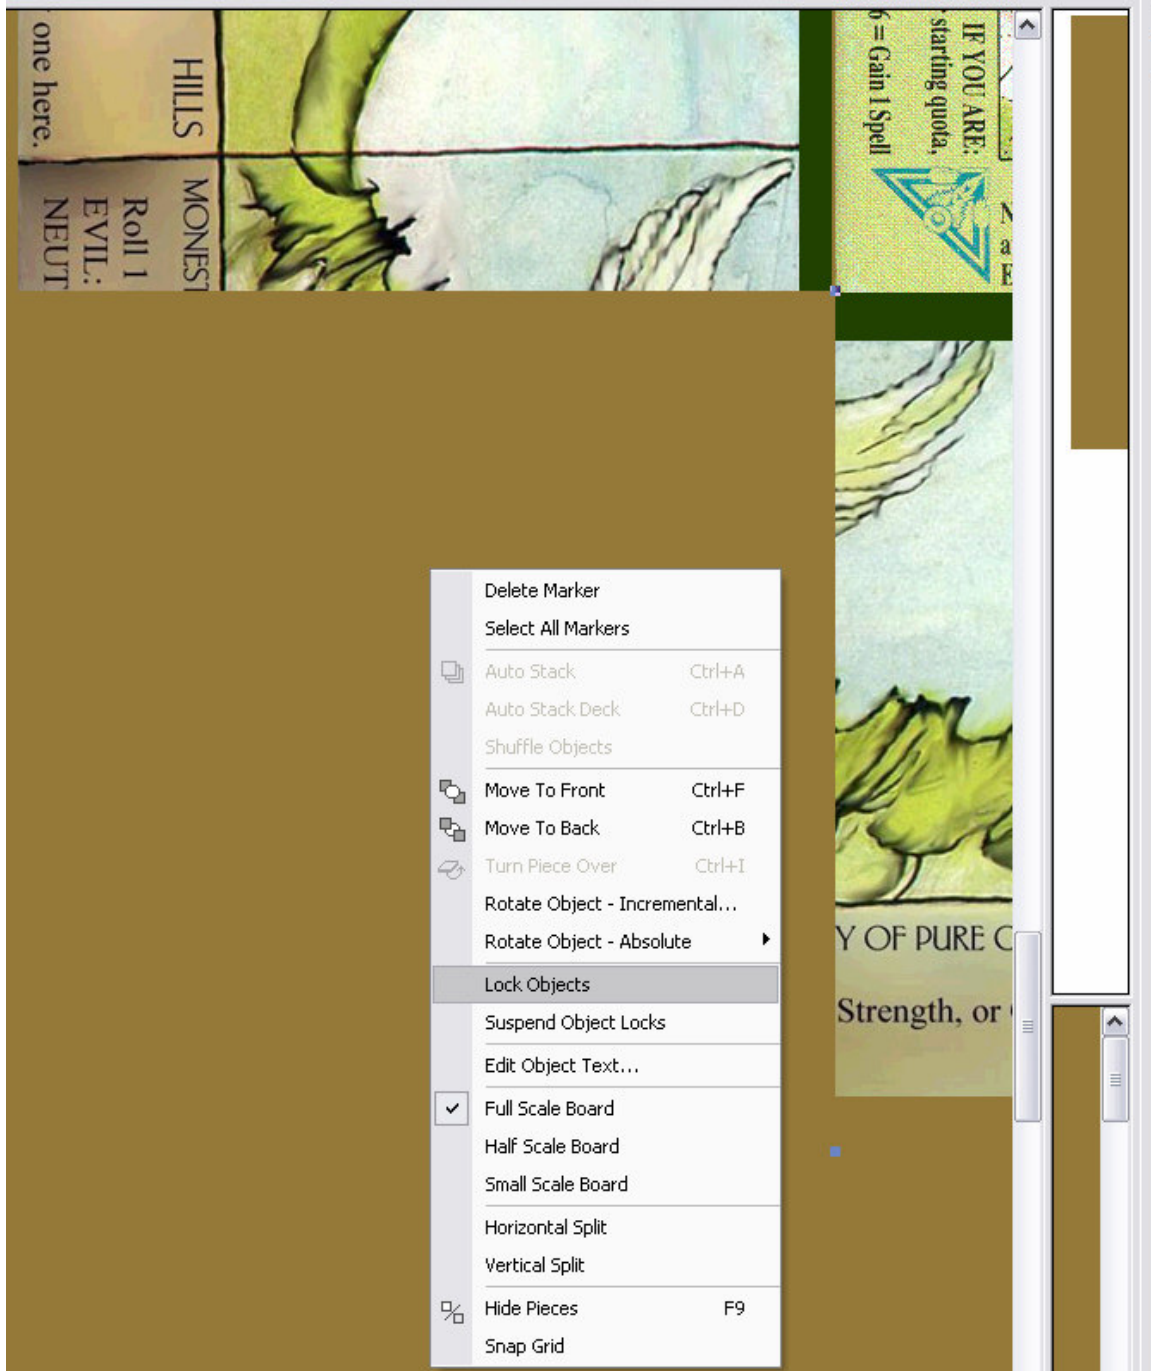 one here.
HILLS
MONEST
Roll 1
EVIL:
NEUT
IF YOU ARE:
starting quota,
6 = Gain 1 Spell
N
a
E
Delete Marker
Select All Markers
Auto Stack Ctrl+A
Auto Stack Deck Ctrl+D
Shuffle Objects
Move To Front Ctrl+F
Move To Back Ctrl+B
Turn Piece Over Ctrl+I
Rotate Object - Incremental...
Rotate Object - Absolute
Lock Objects
Suspend Object Locks
Edit Object Text...
Full Scale Board
Half Scale Board
Small Scale Board
Horizontal Split
Vertical Split
Hide Pieces F9
Snap Grid
Y OF PURE
Strength, or